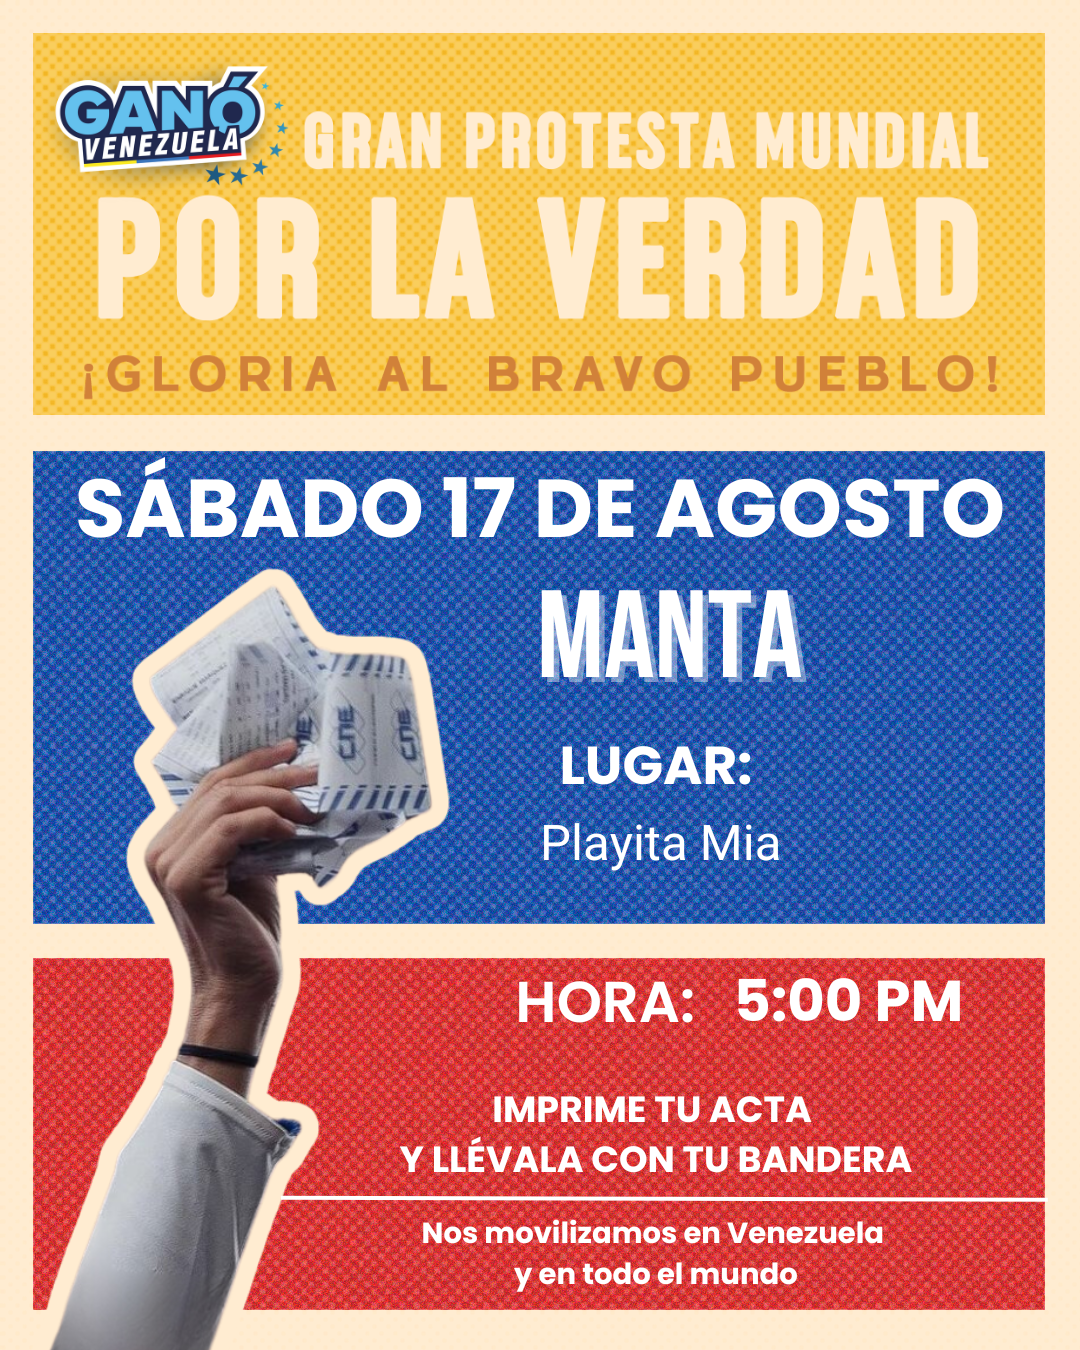 GANÓ
VENEZUELA
GRAN PROTESTA MUNDIAL
POR LA VERDAD
¡GLORIA AL BRAVO PUEBLO!
SÁBADO 17 DE AGOSTO
MANTA
LUGAR:
Playita Mia
CNE
CNE
HORA: 5:00 PM
IMPRIME TU ACTA
Y LLÉVALA CON TU BANDERA
Nos movilizamos en Venezuela
y en todo el mundo